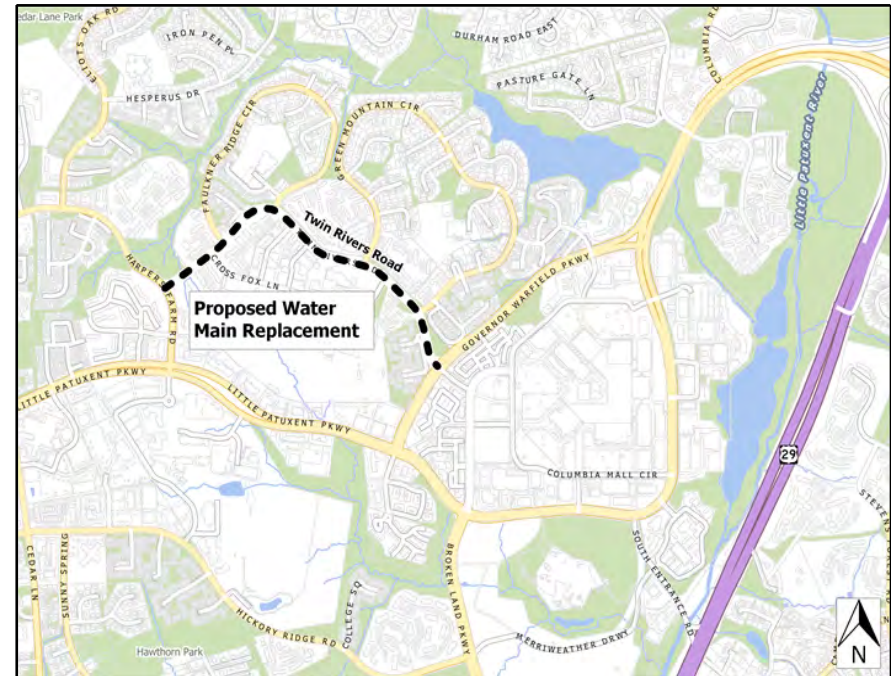 edar Lane Park
ELIOTS OAK RD
IRON PEN PL
HESPERUS DR
DURHAM ROAD EAST
PASTURE GATE LN
COLUMBIA RD
Little Patuxent River
FAULKNER RIDGE CIR
GREEN MOUNTAIN CIR
Twin Rivers Road
CROSS FOX LN
HARPERS FARM RD
GOVERNOR WARFIELD PKWY
Proposed Water
Main Replacement
LITTLE PATUXENT PKWY
LITTLE PATUXENT PKWY
29
COLUMBIA MALL CIR
STEVENS
CEDAR LN
SUNNY SPRING
BROKEN LAND PKWY
SOUTH ENTRANCE RD
COLLEGE SQ
HICKORY RIDGE RD
MERRIWEATHER DRWY
Hawthorn Park
N